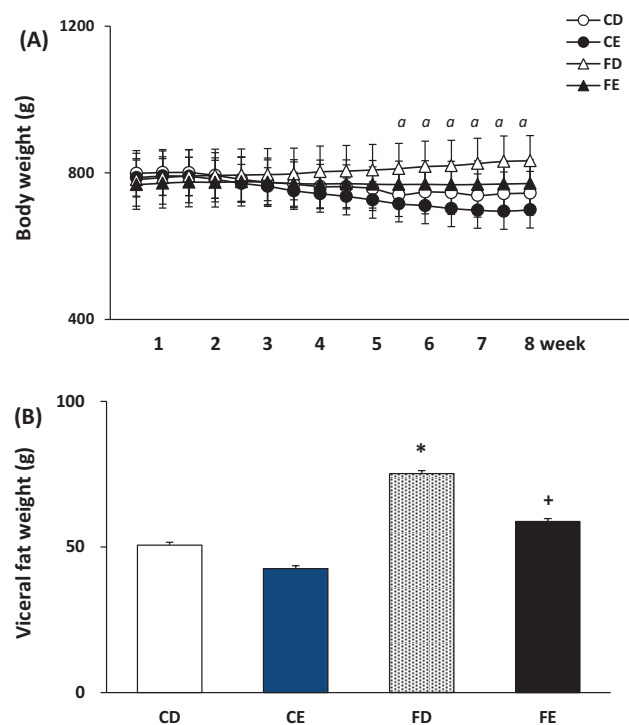 (A)
1200
800
400
Body weight (g)
CD
CE
FD
FE
a a a a a a
1 2 3 4 5 6 7 8 week
(B)
100
50
0
Viceral fat weight (g)
*
+
CD CE FD FE